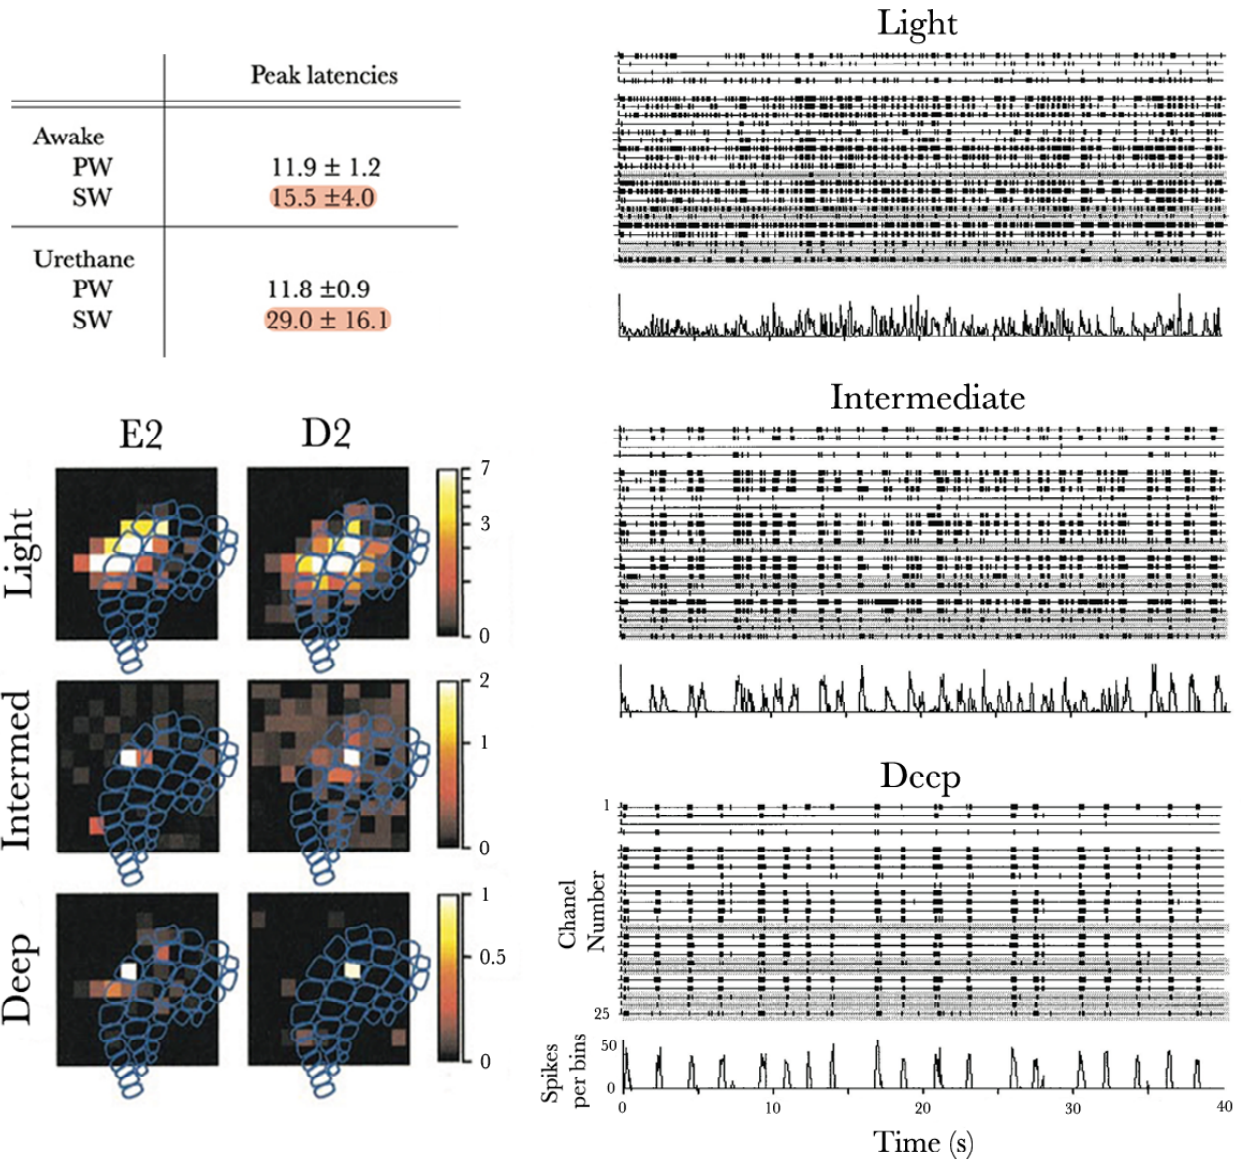 Peak latencies
Awake
PW 11.9 ± 1.2
SW 15.5 ±4.0
Urethane
PW 11.8 ±0.9
SW 29.0 ± 16.1
E2 D2
Light
7
3
0
Intermed
2
1
0
Deep
1
0.5
0
Light
Intermediate
Dccp
1
Chanel
Number
25
Spikes
per bins
50
0
0 10 20 30 40
Time (s)